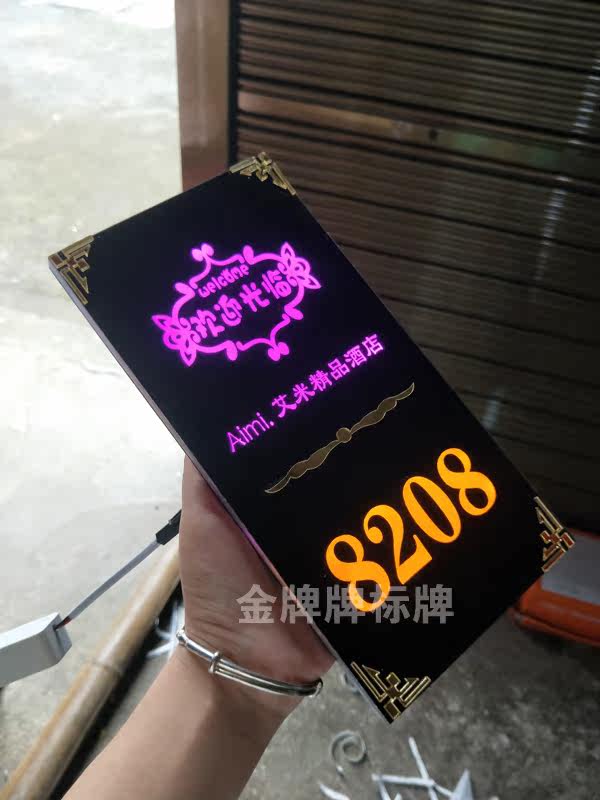 welcome
欢迎光临
Aimi. 艾米精品酒店
8208
金牌牌标牌